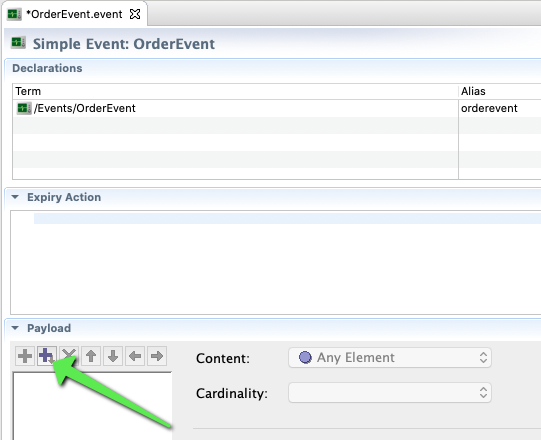 *OrderEvent.event
Simple Event: OrderEvent
Declarations
Term Alias
/Events/OrderEvent orderevent
Expiry Action
Payload
Content: Any Element
Cardinality: